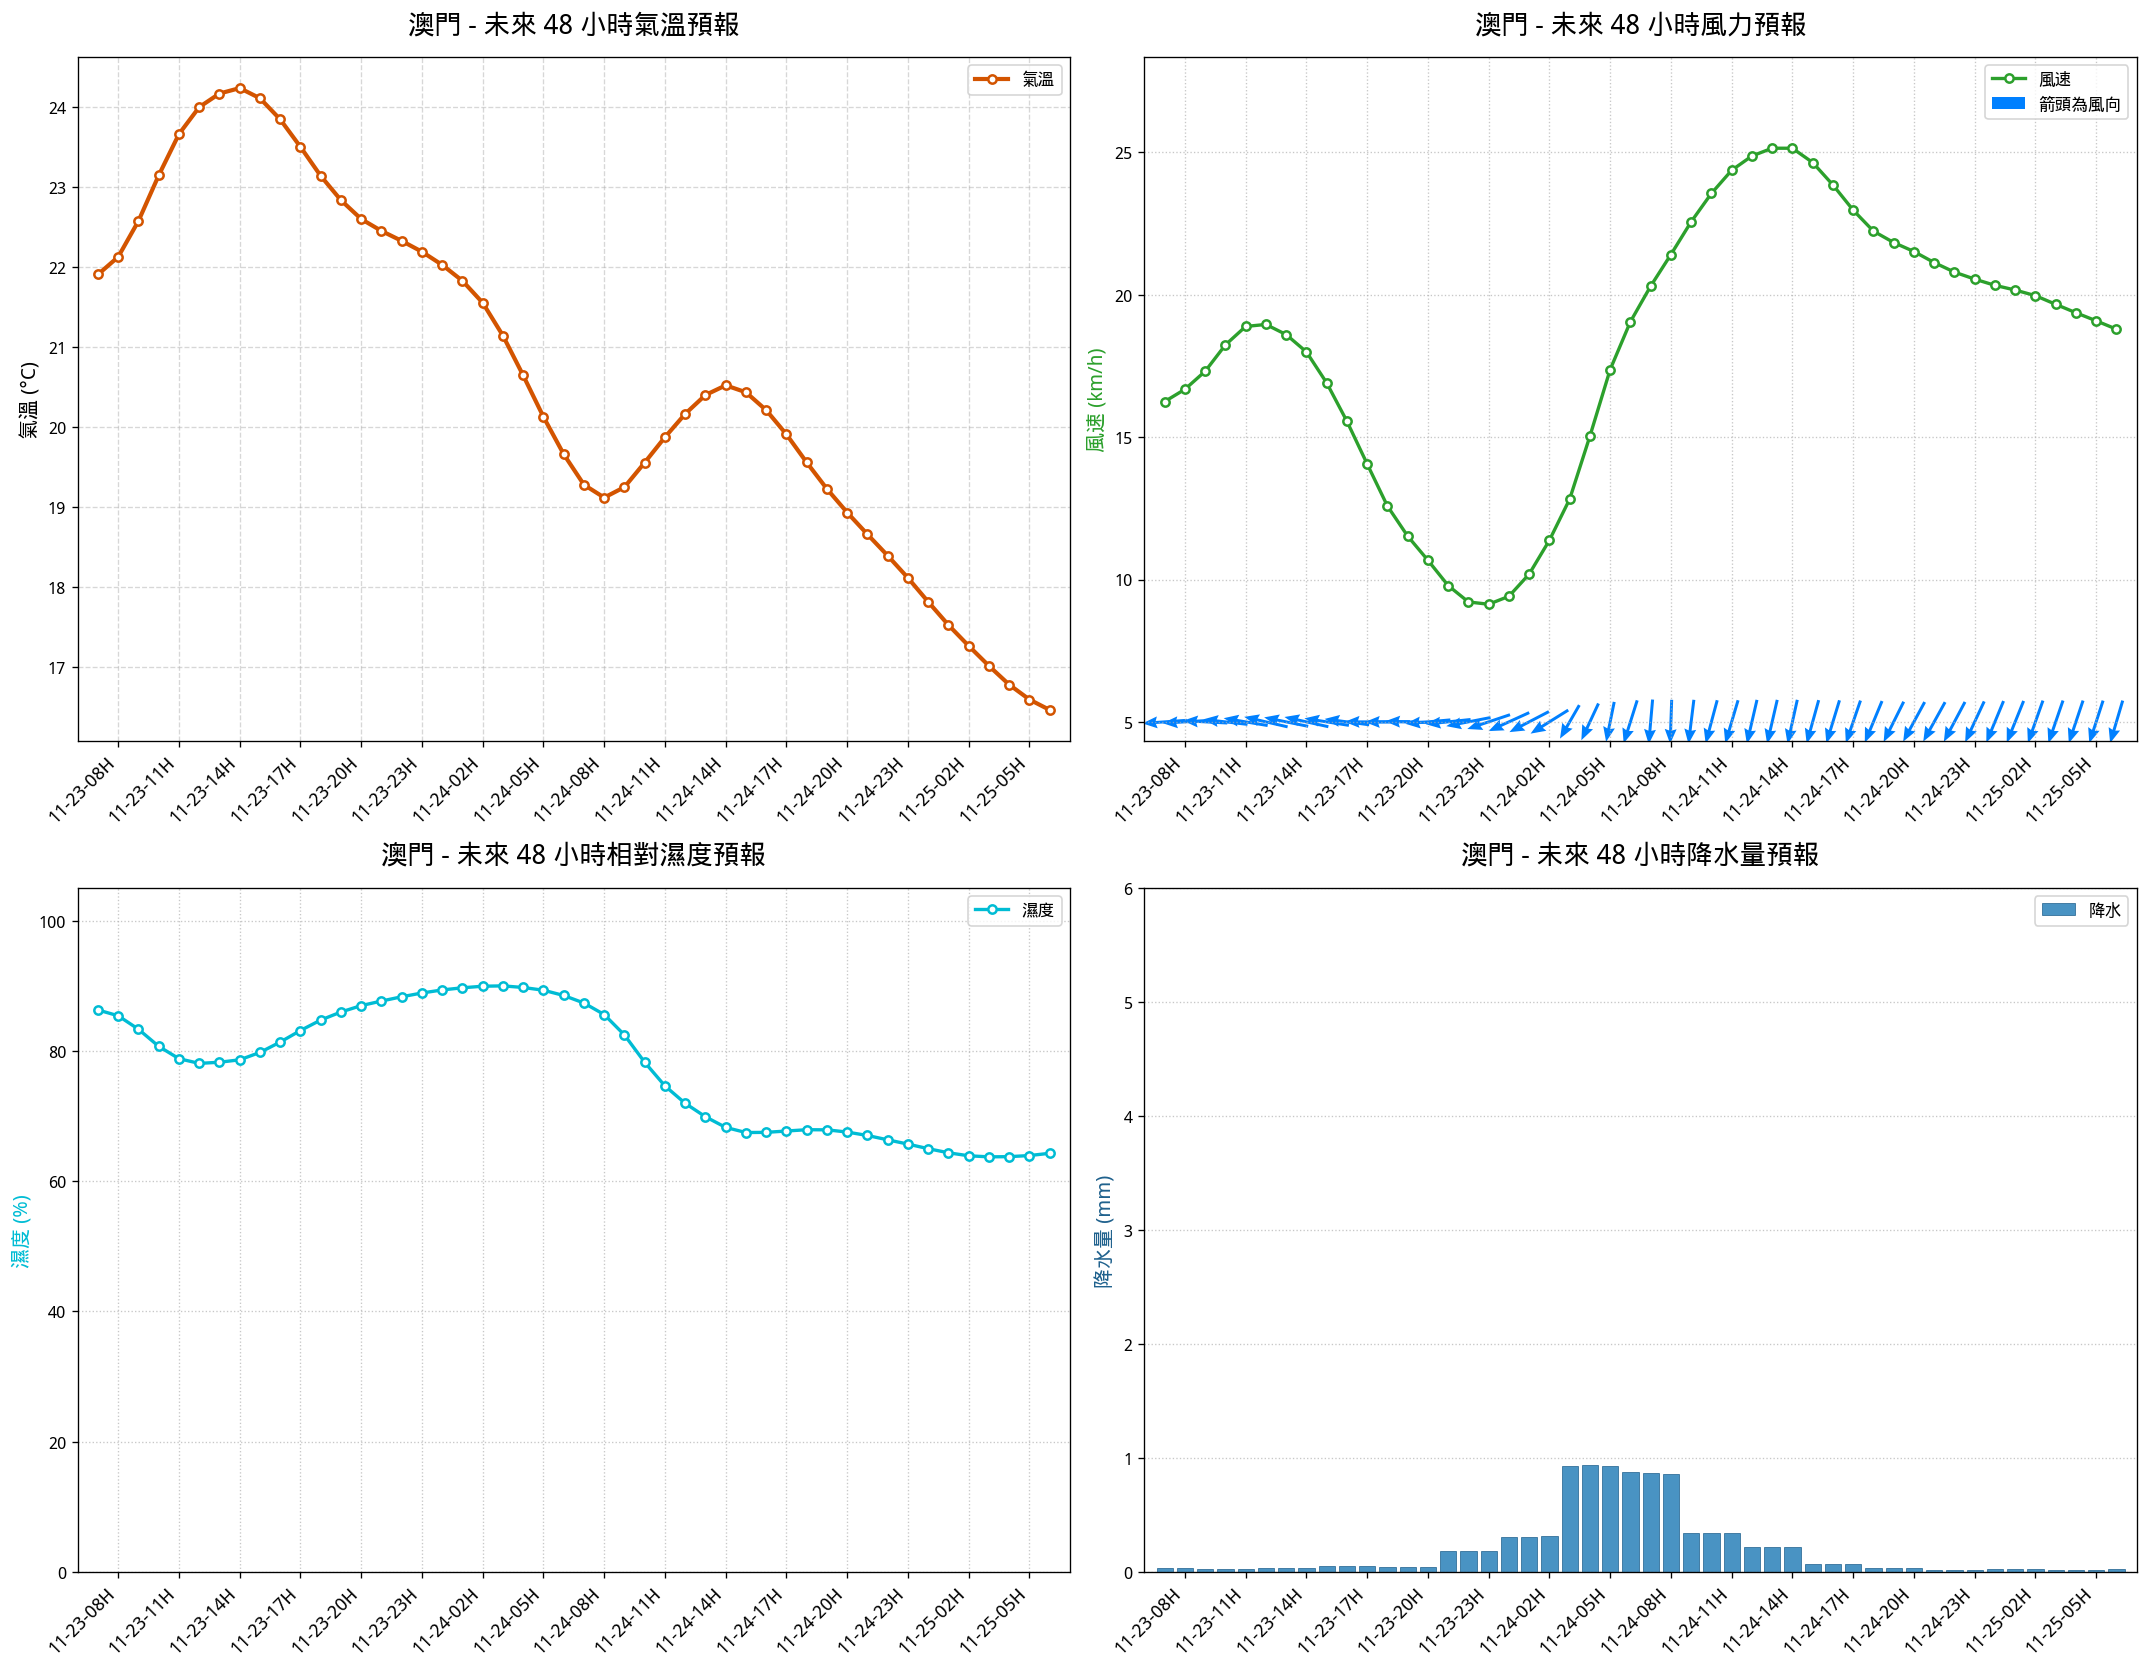 澳門 - 未來 48 小時氣溫預報
氣溫
氣溫 (°C)
24
23
22
21
20
19
18
17
11-23-08H
11-23-11H
11-23-14H
11-23-17H
11-23-20H
11-23-23H
11-24-02H
11-24-05H
11-24-08H
11-24-11H
11-24-14H
11-24-17H
11-24-20H
11-24-23H
11-25-02H
11-25-05H
澳門 - 未來 48 小時風力預報
風速
箭頭為風向
風速 (km/h)
25
20
15
10
5
11-23-08H
11-23-11H
11-23-14H
11-23-17H
11-23-20H
11-23-23H
11-24-02H
11-24-05H
11-24-08H
11-24-11H
11-24-14H
11-24-17H
11-24-20H
11-24-23H
11-25-02H
11-25-05H
澳門 - 未來 48 小時相對濕度預報
濕度
濕度 (%)
100
80
60
40
20
0
11-23-08H
11-23-11H
11-23-14H
11-23-17H
11-23-20H
11-23-23H
11-24-02H
11-24-05H
11-24-08H
11-24-11H
11-24-14H
11-24-17H
11-24-20H
11-24-23H
11-25-02H
11-25-05H
澳門 - 未來 48 小時降水量預報
降水
降水量 (mm)
6
5
4
3
2
1
0
11-23-08H
11-23-11H
11-23-14H
11-23-17H
11-23-20H
11-23-23H
11-24-02H
11-24-05H
11-24-08H
11-24-11H
11-24-14H
11-24-17H
11-24-20H
11-24-23H
11-25-02H
11-25-05H